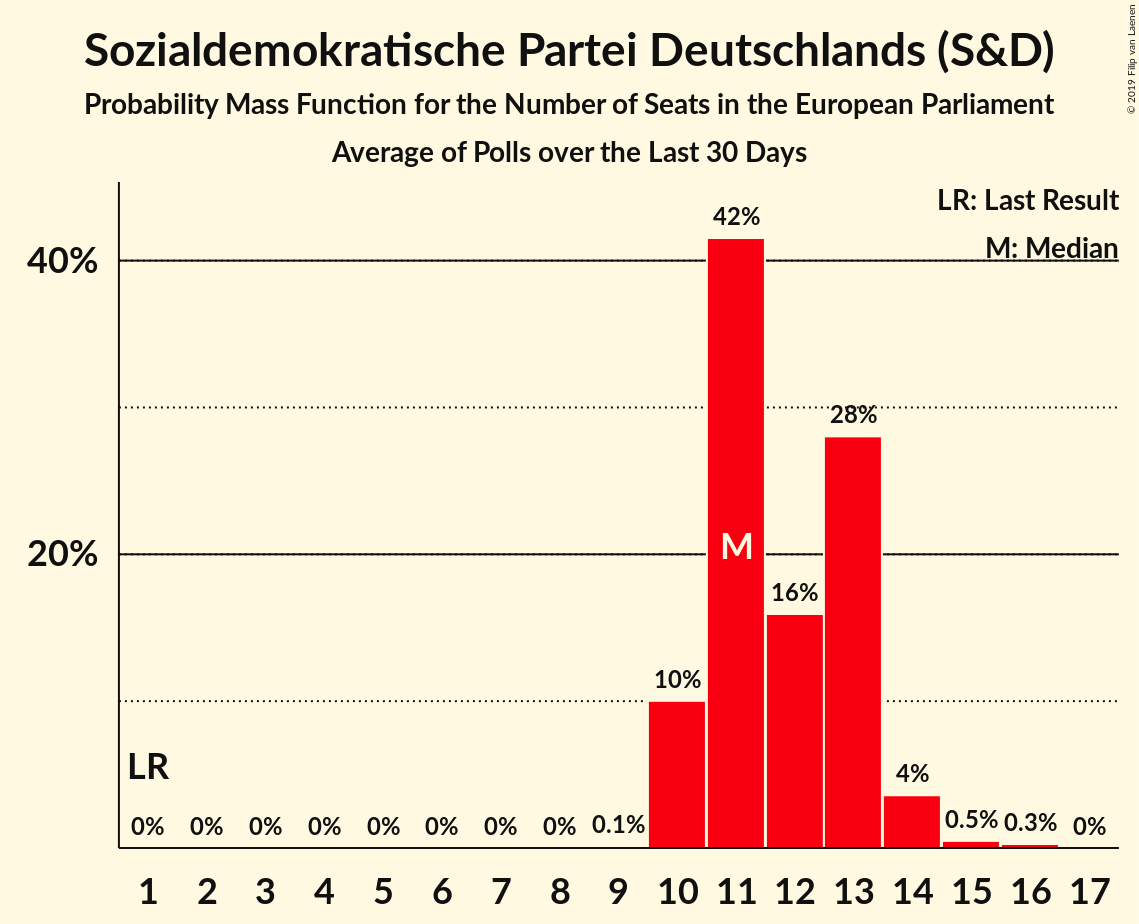 Sozialdemokratische Partei Deutschlands (S&D)
Probability Mass Function for the Number of Seats in the European Parliament
Average of Polls over the Last 30 Days
© 2019 Filip van Laenen
LR: Last Result
M: Median
42%
40%
28%
M
20%
16%
10%
LR
4%
0% 0% 0% 0% 0% 0% 0% 0% 0.1% 0.5% 0.3% 0%
1 2 3 4 5 6 7 8 9 10 11 12 13 14 15 16 17